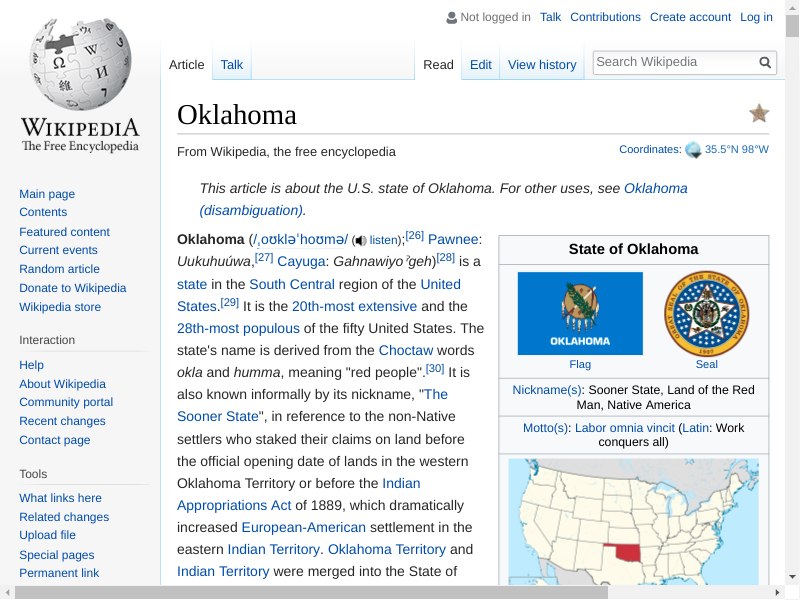 Not logged in Talk Contributions Create account Log in
Article Talk Read Edit View history Search Wikipedia
WIKIPEDIA
The Free Encyclopedia
Main page
Contents
Featured content
Current events
Random article
Donate to Wikipedia
Wikipedia store
Interaction
Help
About Wikipedia
Community portal
Recent changes
Contact page
Tools
What links here
Related changes
Upload file
Special pages
Permanent link
Oklahoma
From Wikipedia, the free encyclopedia
Coordinates: 35.5°N 98°W
This article is about the U.S. state of Oklahoma. For other uses, see Oklahoma
(disambiguation).
Oklahoma (/ˌoʊkləˈhoʊmə/ (listen);[26] Pawnee:
Uukuhuúwa,[27] Cayuga: Gahnawiyoˀgeh)[28] is a
state in the South Central region of the United
States.[29] It is the 20th-most extensive and the
28th-most populous of the fifty United States. The
state's name is derived from the Choctaw words
okla and humma, meaning "red people".[30] It is
also known informally by its nickname, "The
Sooner State", in reference to the non-Native
settlers who staked their claims on land before
the official opening date of lands in the western
Oklahoma Territory or before the Indian
Appropriations Act of 1889, which dramatically
increased European-American settlement in the
eastern Indian Territory. Oklahoma Territory and
Indian Territory were merged into the State of
State of Oklahoma
OKLAHOMA
GREAT SEAL OF THE STATE OF OKLAHOMA
1907
Flag Seal
Nickname(s): Sooner State, Land of the Red
Man, Native America
Motto(s): Labor omnia vincit (Latin: Work
conquers all)